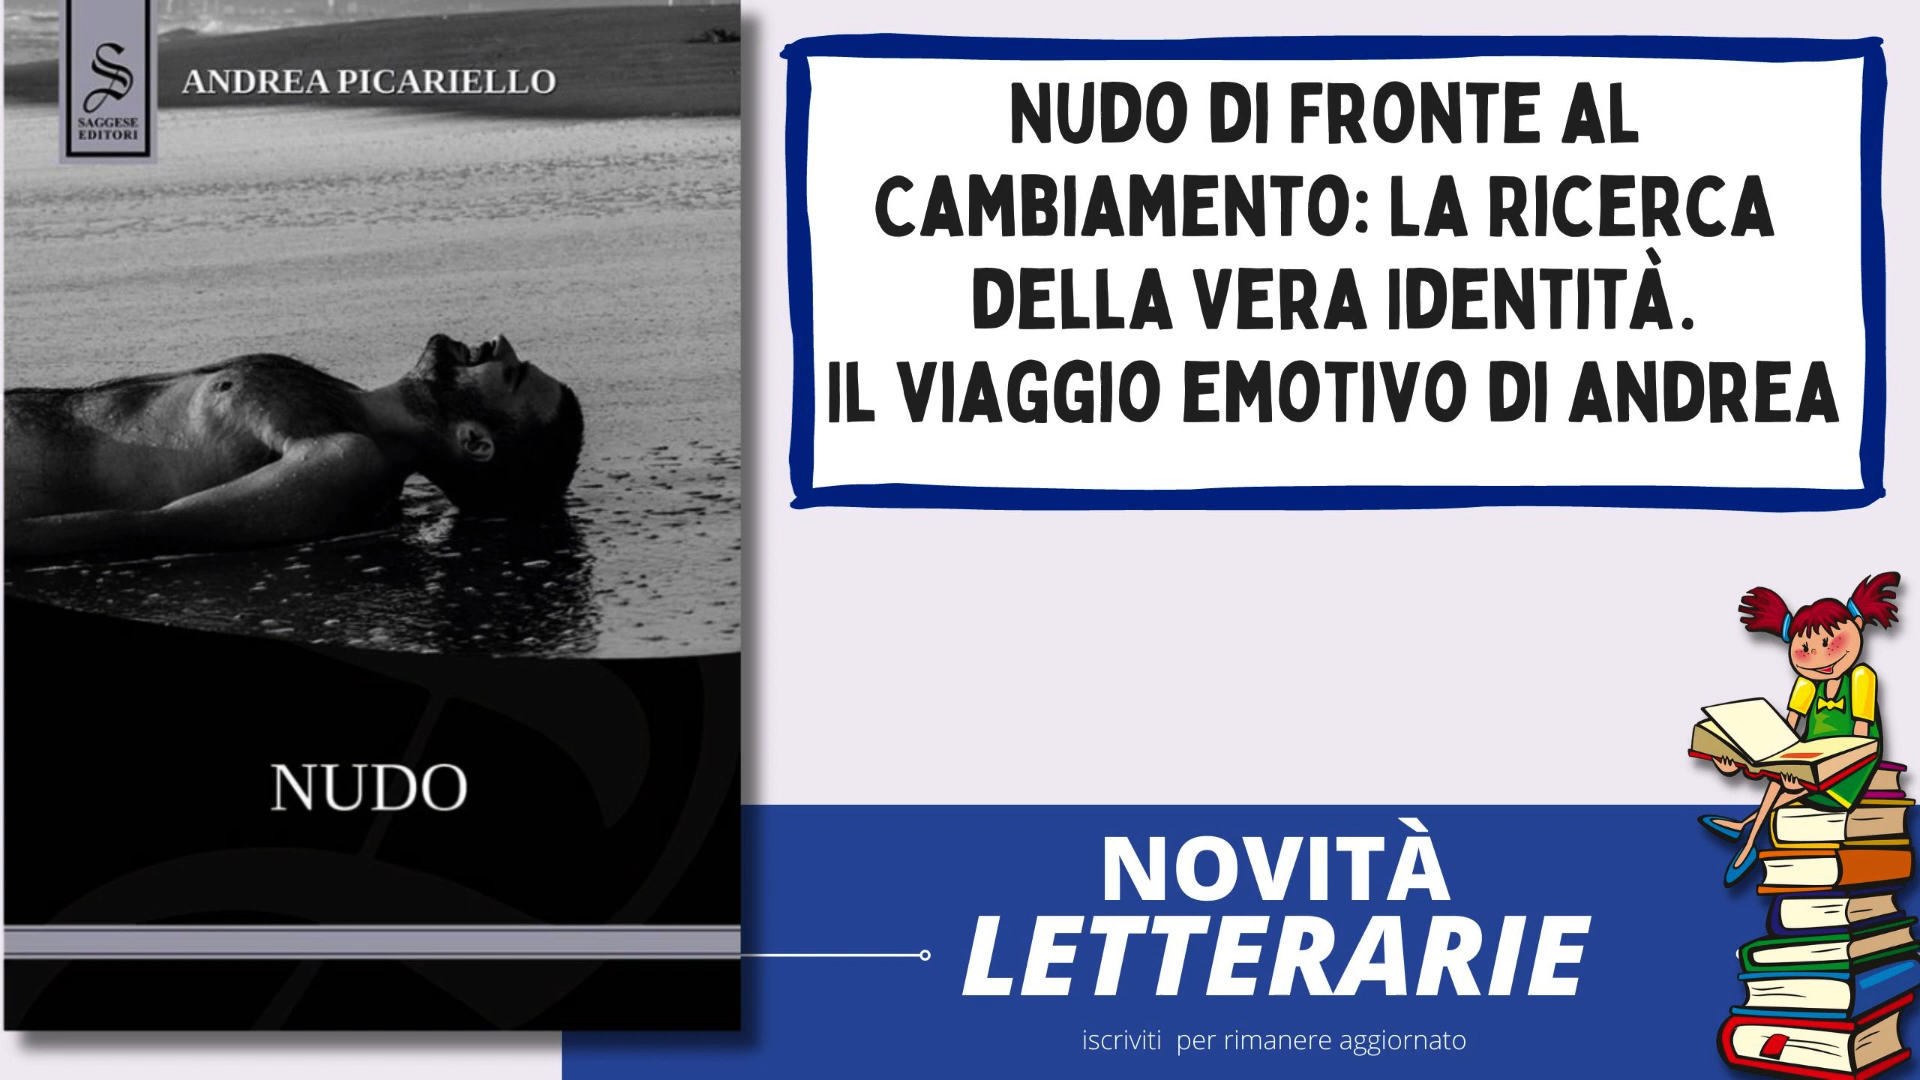 SAGGESE
EDITORI
ANDREA PICARIELLO
NUDO
NUDO DI FRONTE AL
CAMBIAMENTO: LA RICERCA
DELLA VERA IDENTITÀ.
IL VIAGGIO EMOTIVO DI ANDREA
NOVITÀ
LETTERARIE
iscriviti per rimanere aggiornato